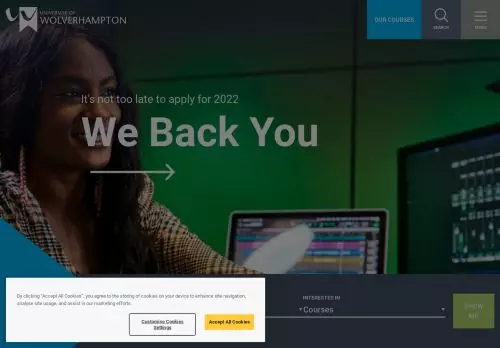 UNIVERSITY OF
WOLVERHAMPTON
OUR COURSES
SEARCH
It's not too late to apply for 2022
We Back You
By clicking "Accept All Cookies", you agree to the storing of cookies on your device to enhance site navigation,
analyse site usage, and assist in our marketing efforts.
Customise Cookies
Settings
Accept All Cookies
INTERESTED IN
Courses
SHOW
ME